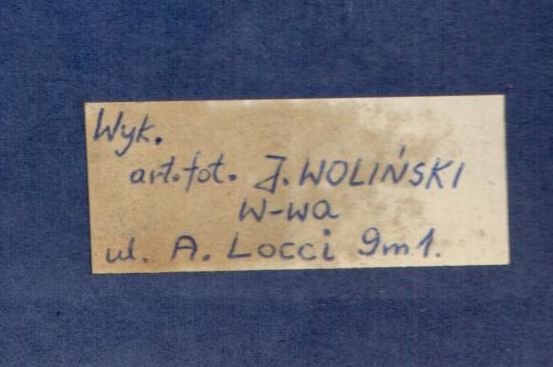 Wyk.
art.fot. J. WOLIŃSKI
W-wa
ul. A. Locci 9m1.